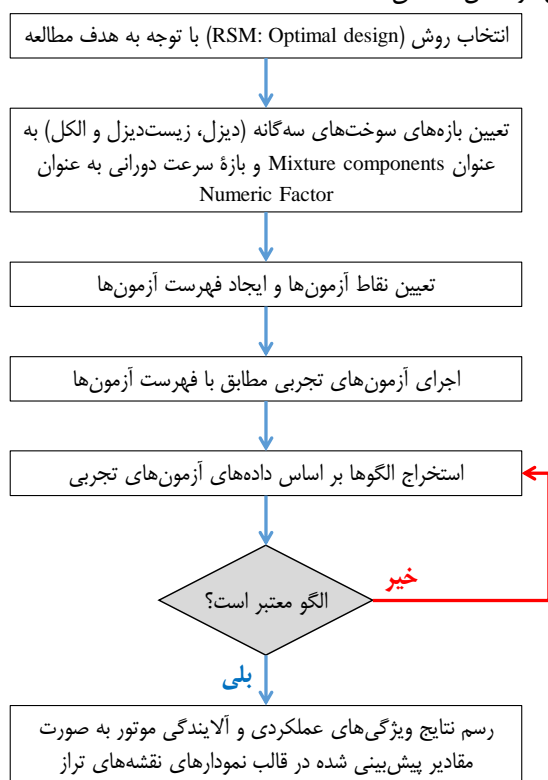 انتخاب روش (RSM: Optimal design) با توجه به هدف مطالعه
تعیین بازه‌های سوخت‌های سه‌گانه (دیزل، زیست‌دیزل و الکل) به
عنوان Mixture components و بازهٔ سرعت دورانی به عنوان
Numeric Factor
تعیین نقاط آزمون‌ها و ایجاد فهرست آزمون‌ها
اجرای آزمون‌های تجربی مطابق با فهرست آزمون‌ها
استخراج الگوها بر اساس داده‌های آزمون‌های تجربی
خیر
الگو معتبر است؟
بلی
رسم نتایج ویژگی‌های عملکردی و آلایندگی موتور به صورت
مقادیر پیش‌بینی شده در قالب نمودارهای نقشه‌های تراز